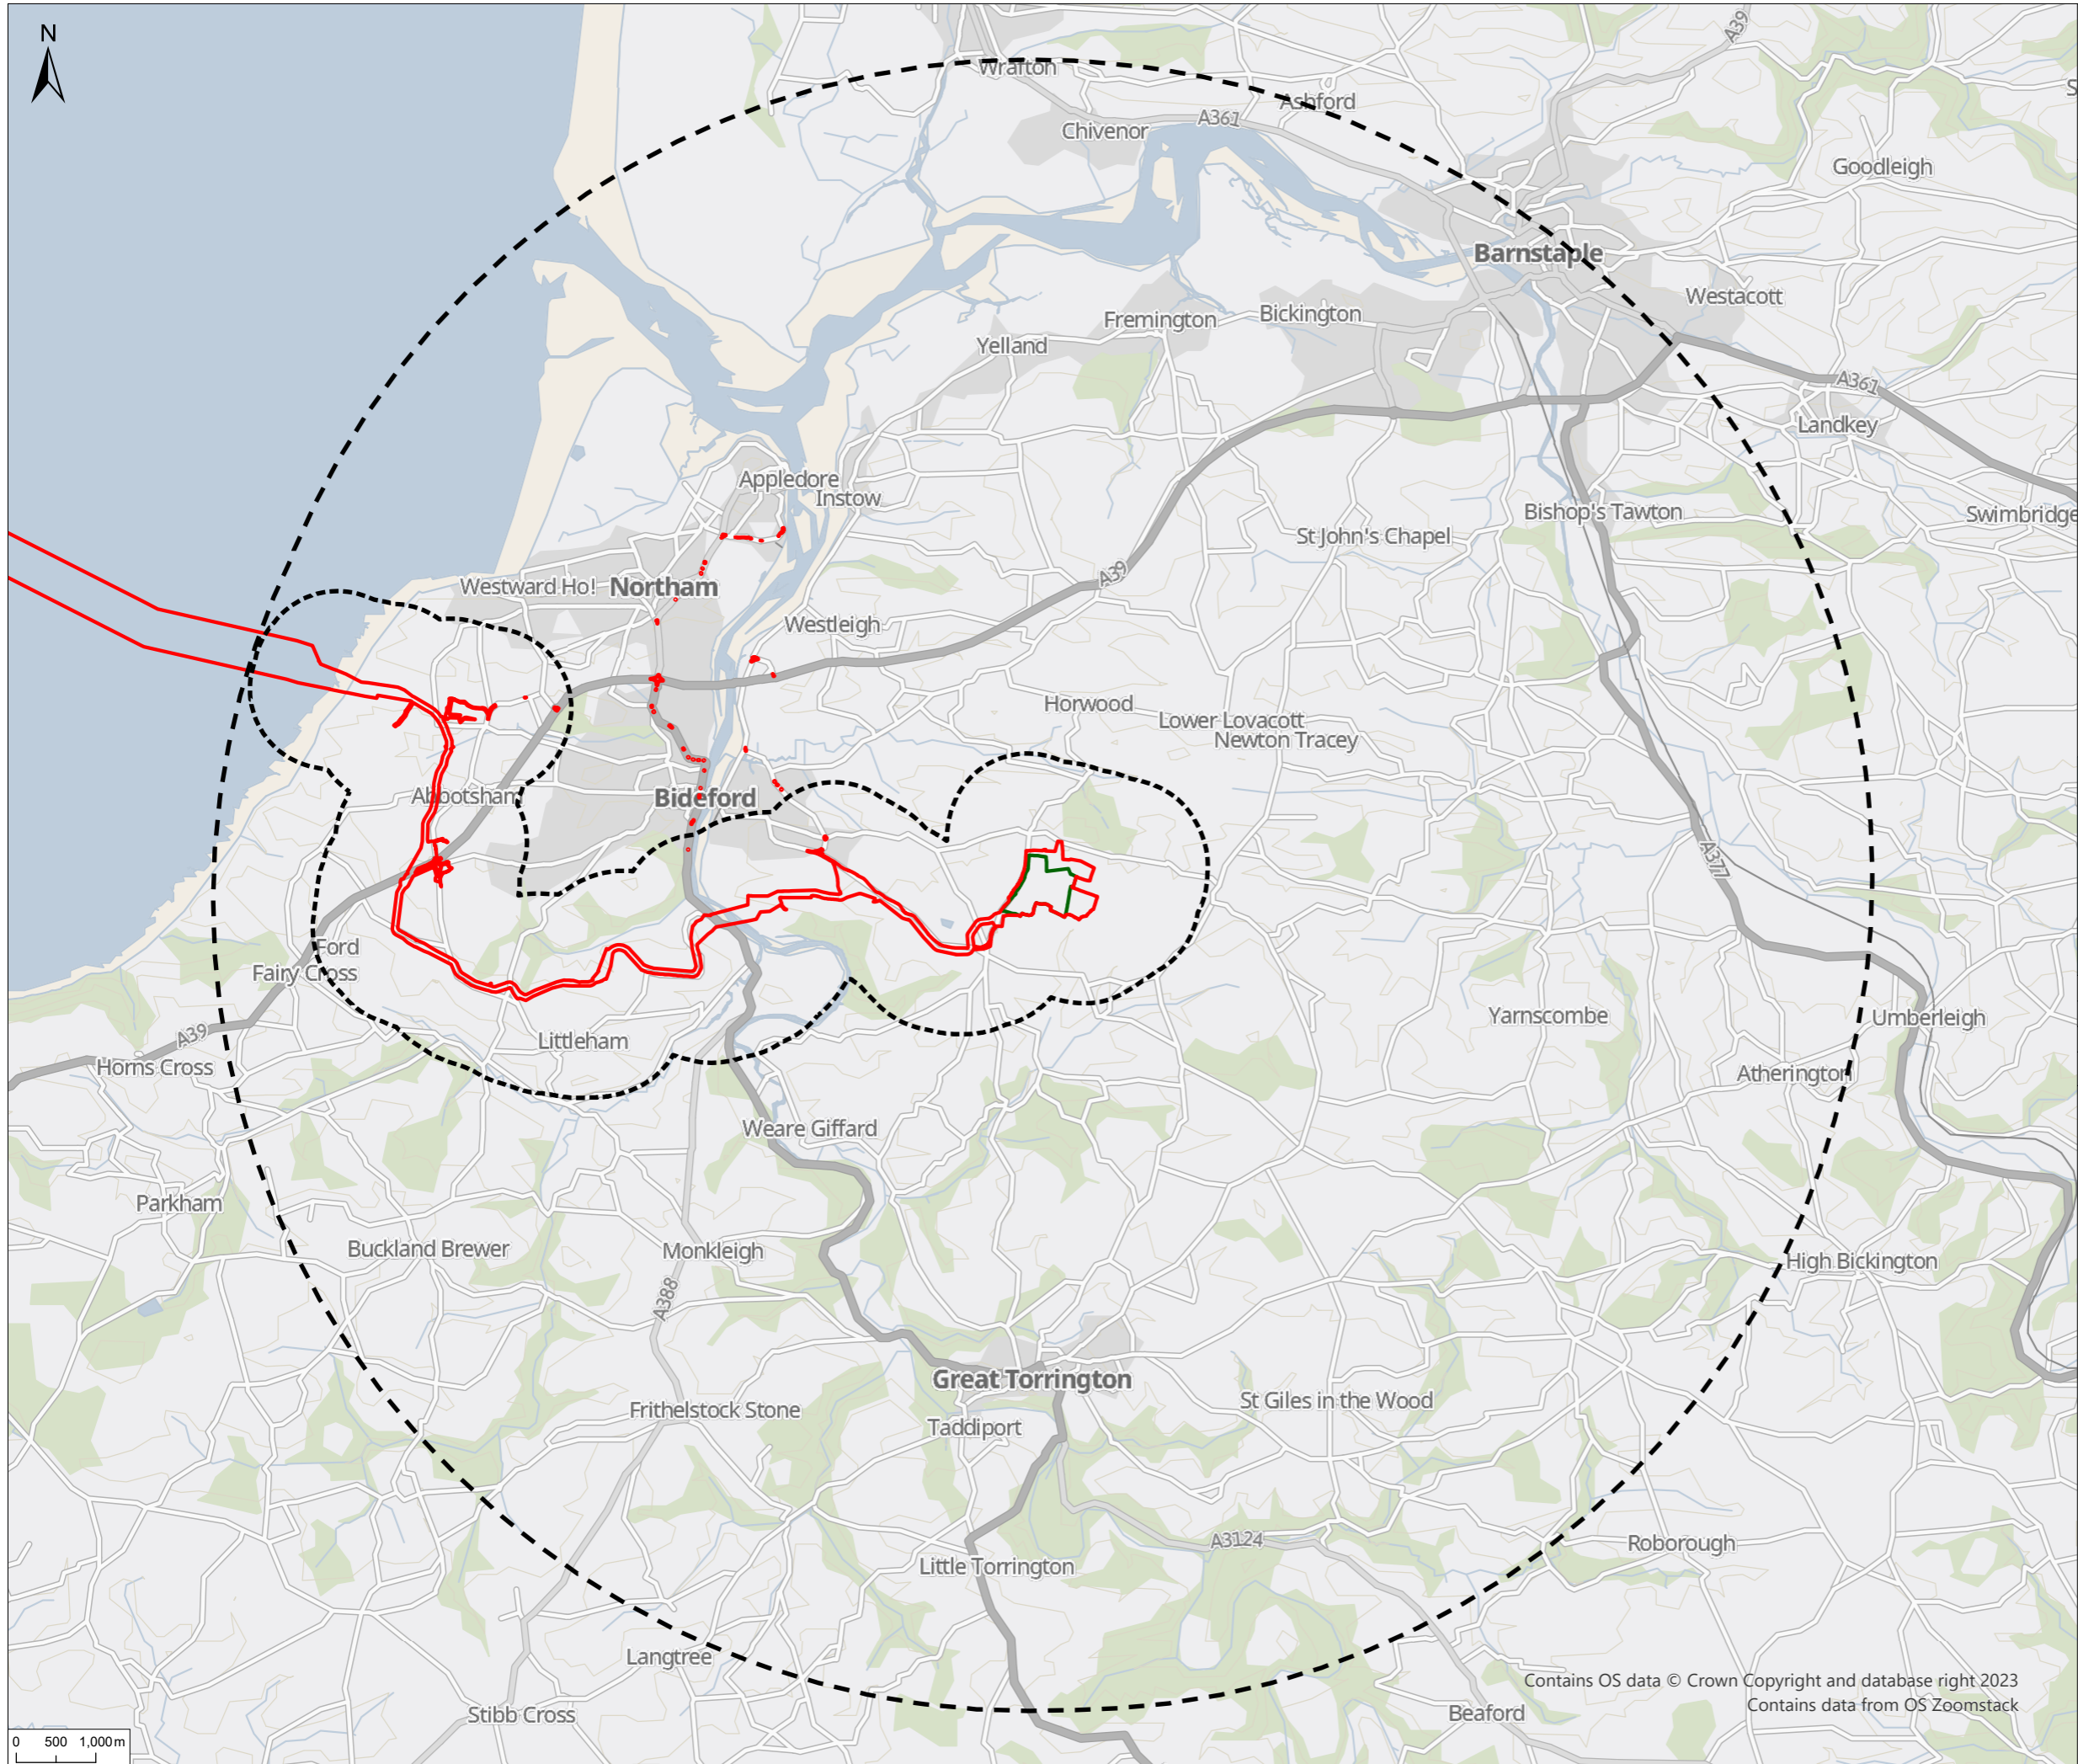 N
Wrafton
A39
Ashford
A361
Chivenor
Goodleigh
Barnstaple
Westacott
Bickington
Fremington
Yelland
A361
Landkey
Appledore
Instow
Bishop's Tawton
Swimbridge
St John's Chapel
A39
Westward Ho!
Northam
Westleigh
Horwood
Lower Lovacott
Newton Tracey
Abbotsham
Bideford
A377
Ford
Fairy Cross
Yarnscombe
Umberleigh
A39
Littleham
Horns Cross
Atherington
Weare Giffard
Parkham
Buckland Brewer
Monkleigh
High Bickington
A388
Great Torrington
St Giles in the Wood
Frithelstock Stone
Taddiport
A3124
Roborough
Little Torrington
Langtree
Contains OS data © Crown Copyright and database right 2023
Contains data from OS Zoomstack
Stibb Cross
Beaford
0 500 1,000 m